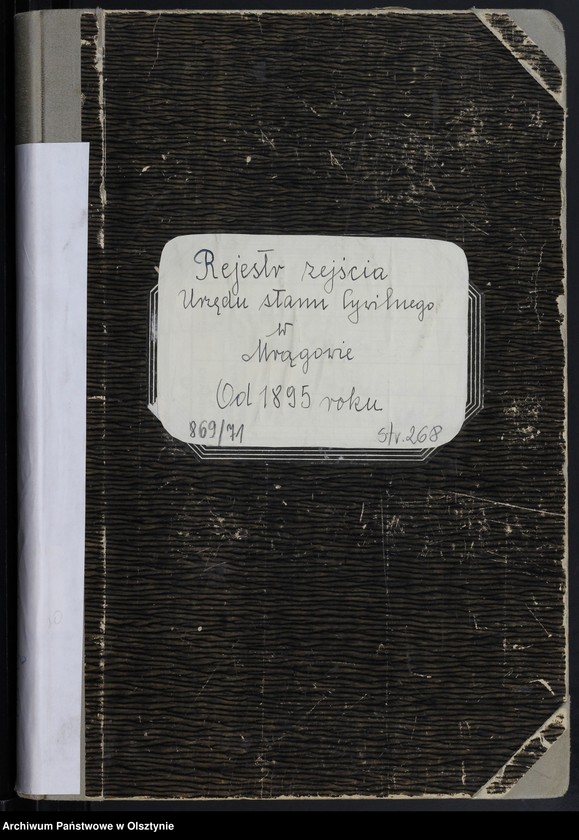 Rejestr zejścia
Urzędu stanu Cywilnego
w
Mrągowie
Od 1895 roku
869/71 str. 268
Archiwum Państwowe w Olsztynie